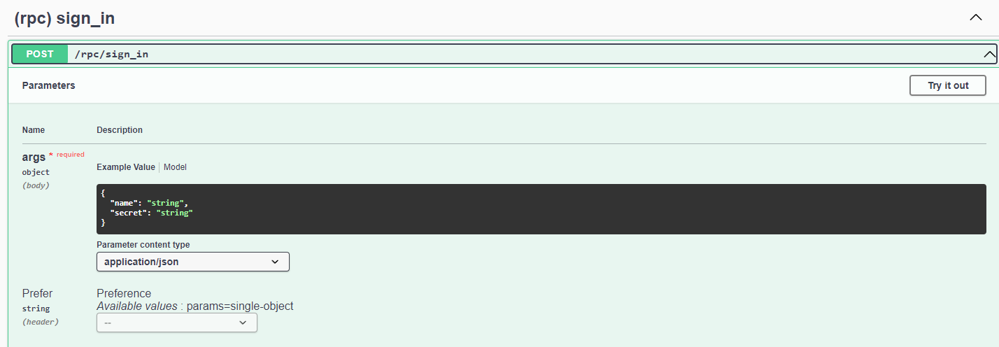 (rpc) sign_in
POST /rpc/sign_in
Parameters
Try it out
Name Description
args * required
object
(body)
Example Value Model
{
"name": "string",
"secret": "string"
}
Parameter content type
application/json
Prefer
string
(header)
Preference
Available values : params=single-object
--